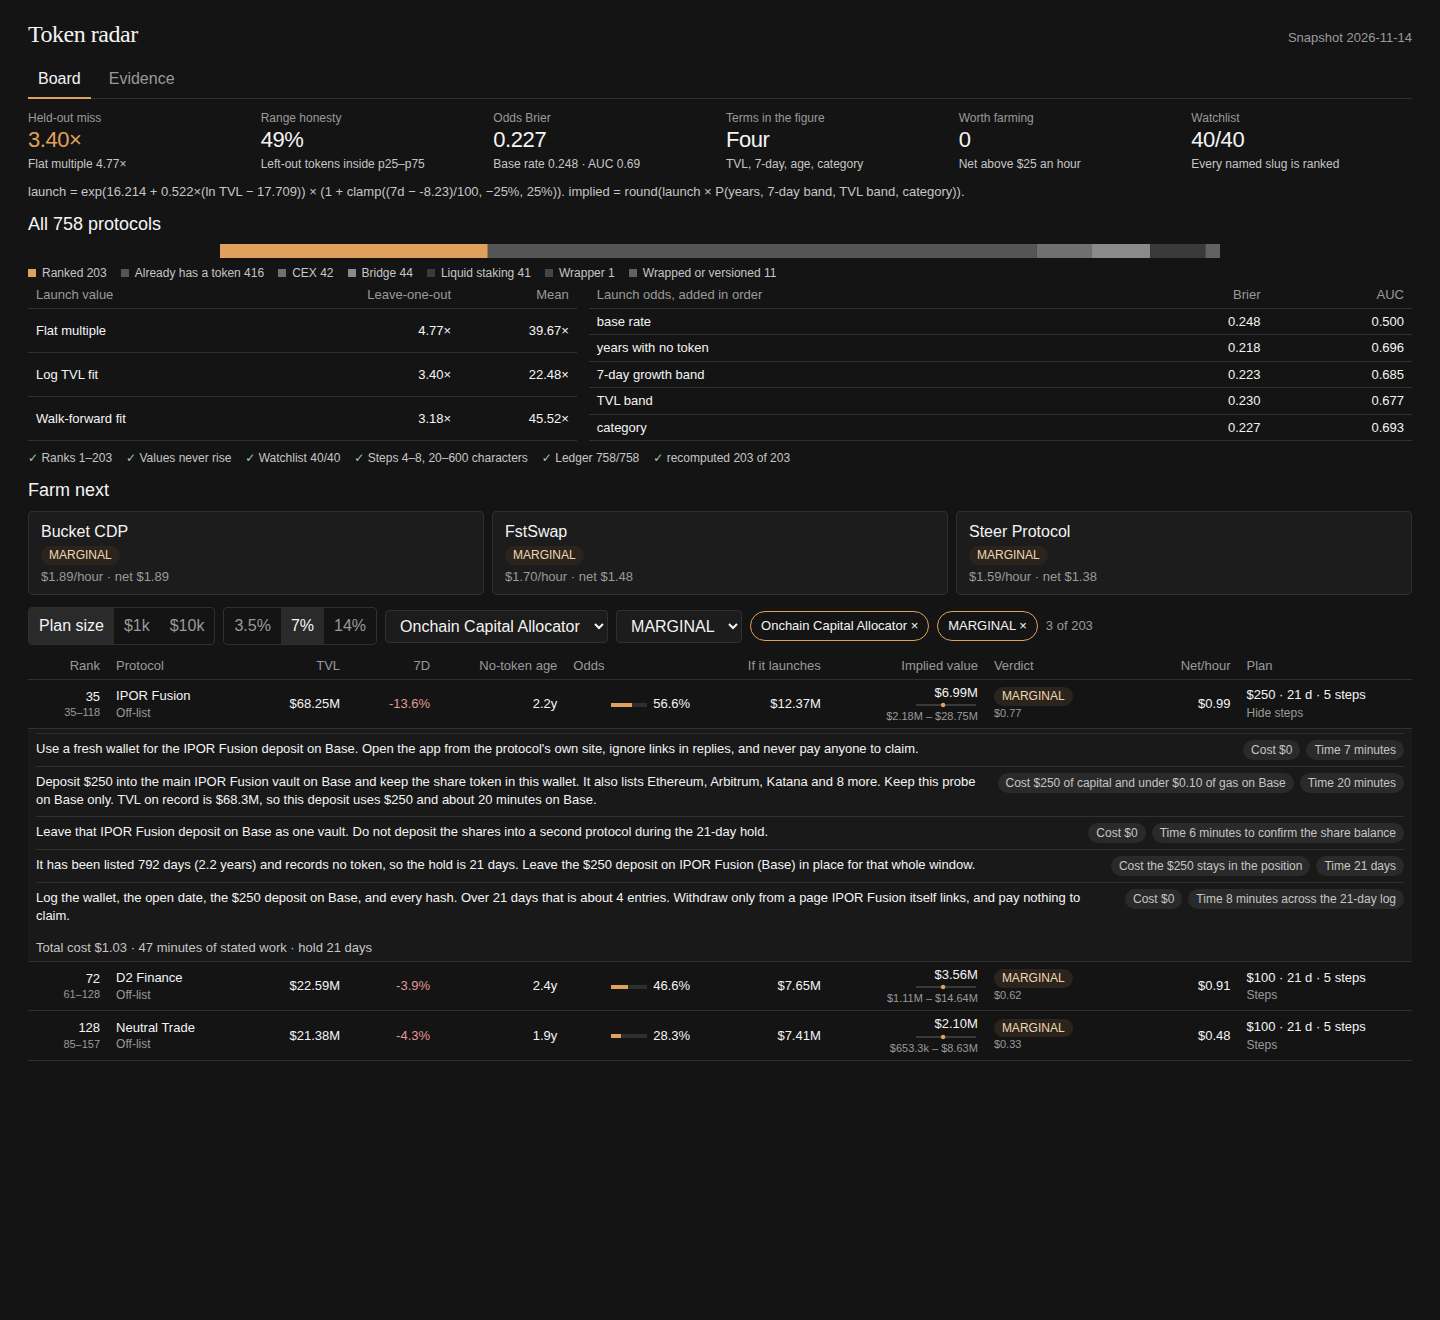 Token radar
Snapshot 2026-11-14
Board Evidence
Held-out miss Range honesty Odds Brier Terms in the figure Worth farming Watchlist
3.40× 49% 0.227 Four 0 40/40
Flat multiple 4.77× Left-out tokens inside p25–p75 Base rate 0.248 · AUC 0.69 TVL, 7-day, age, category Net above $25 an hour Every named slug is ranked
launch = exp(16.214 + 0.522×(ln TVL − 17.709)) × (1 + clamp((7d − -8.23)/100, −25%, 25%)). implied = round(launch × P(years, 7-day band, TVL band, category)).
All 758 protocols
Ranked 203 Already has a token 416 CEX 42 Bridge 44 Liquid staking 41 Wrapper 1 Wrapped or versioned 11
Launch value Leave-one-out Mean
Flat multiple 4.77× 39.67×
Log TVL fit 3.40× 22.48×
Walk-forward fit 3.18× 45.52×
Launch odds, added in order Brier AUC
base rate 0.248 0.500
years with no token 0.218 0.696
7-day growth band 0.223 0.685
TVL band 0.230 0.677
category 0.227 0.693
✓ Ranks 1–203 ✓ Values never rise ✓ Watchlist 40/40 ✓ Steps 4–8, 20–600 characters ✓ Ledger 758/758 ✓ recomputed 203 of 203
Farm next
Bucket CDP
MARGINAL
$1.89/hour · net $1.89
FstSwap
MARGINAL
$1.70/hour · net $1.48
Steer Protocol
MARGINAL
$1.59/hour · net $1.38
Plan size $1k $10k 3.5% 7% 14% Onchain Capital Allocator MARGINAL Onchain Capital Allocator × MARGINAL × 3 of 203
Rank Protocol TVL 7D No-token age Odds If it launches Implied value Verdict Net/hour Plan
35 IPOR Fusion $68.25M -13.6% 2.2y 56.6% $12.37M $6.99M MARGINAL $0.99 $250 · 21 d · 5 steps
35–118 Off-list $2.18M – $28.75M $0.77 Hide steps
Use a fresh wallet for the IPOR Fusion deposit on Base. Open the app from the protocol's own site, ignore links in replies, and never pay anyone to claim. Cost $0 Time 7 minutes
Deposit $250 into the main IPOR Fusion vault on Base and keep the share token in this wallet. It also lists Ethereum, Arbitrum, Katana and 8 more. Keep this probe Cost $250 of capital and under $0.10 of gas on Base Time 20 minutes
on Base only. TVL on record is $68.3M, so this deposit uses $250 and about 20 minutes on Base.
Leave that IPOR Fusion deposit on Base as one vault. Do not deposit the shares into a second protocol during the 21-day hold. Cost $0 Time 6 minutes to confirm the share balance
It has been listed 792 days (2.2 years) and records no token, so the hold is 21 days. Leave the $250 deposit on IPOR Fusion (Base) in place for that whole window. Cost the $250 stays in the position Time 21 days
Log the wallet, the open date, the $250 deposit on Base, and every hash. Over 21 days that is about 4 entries. Withdraw only from a page IPOR Fusion itself links, and pay nothing to Cost $0 Time 8 minutes across the 21-day log
claim.
Total cost $1.03 · 47 minutes of stated work · hold 21 days
72 D2 Finance $22.59M -3.9% 2.4y 46.6% $7.65M $3.56M MARGINAL $0.91 $100 · 21 d · 5 steps
61–128 Off-list $1.11M – $14.64M $0.62 Steps
128 Neutral Trade $21.38M -4.3% 1.9y 28.3% $7.41M $2.10M MARGINAL $0.48 $100 · 21 d · 5 steps
85–157 Off-list $653.3k – $8.63M $0.33 Steps